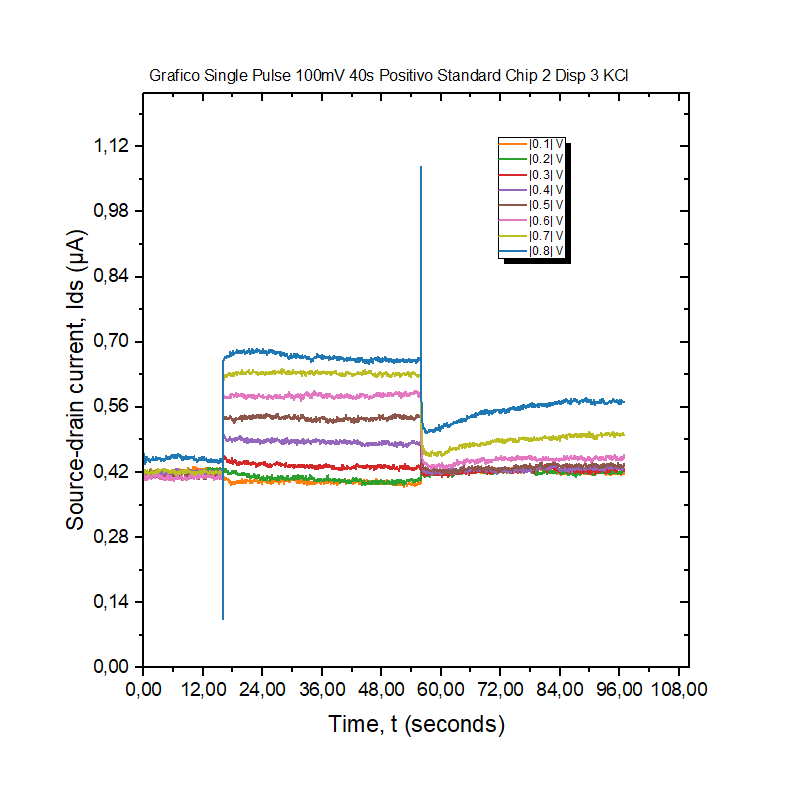 Grafico Single Pulse 100mV 40s Positivo Standard Chip 2 Disp 3 KCl
|0.1| V
|0.2| V
|0.3| V
|0.4| V
|0.5| V
|0.6| V
|0.7| V
|0.8| V
1,12
0,98
0,84
0,70
0,56
0,42
0,28
0,14
0,00
Source-drain current, Ids (µA)
0,00 12,00 24,00 36,00 48,00 60,00 72,00 84,00 96,00 108,00
Time, t (seconds)